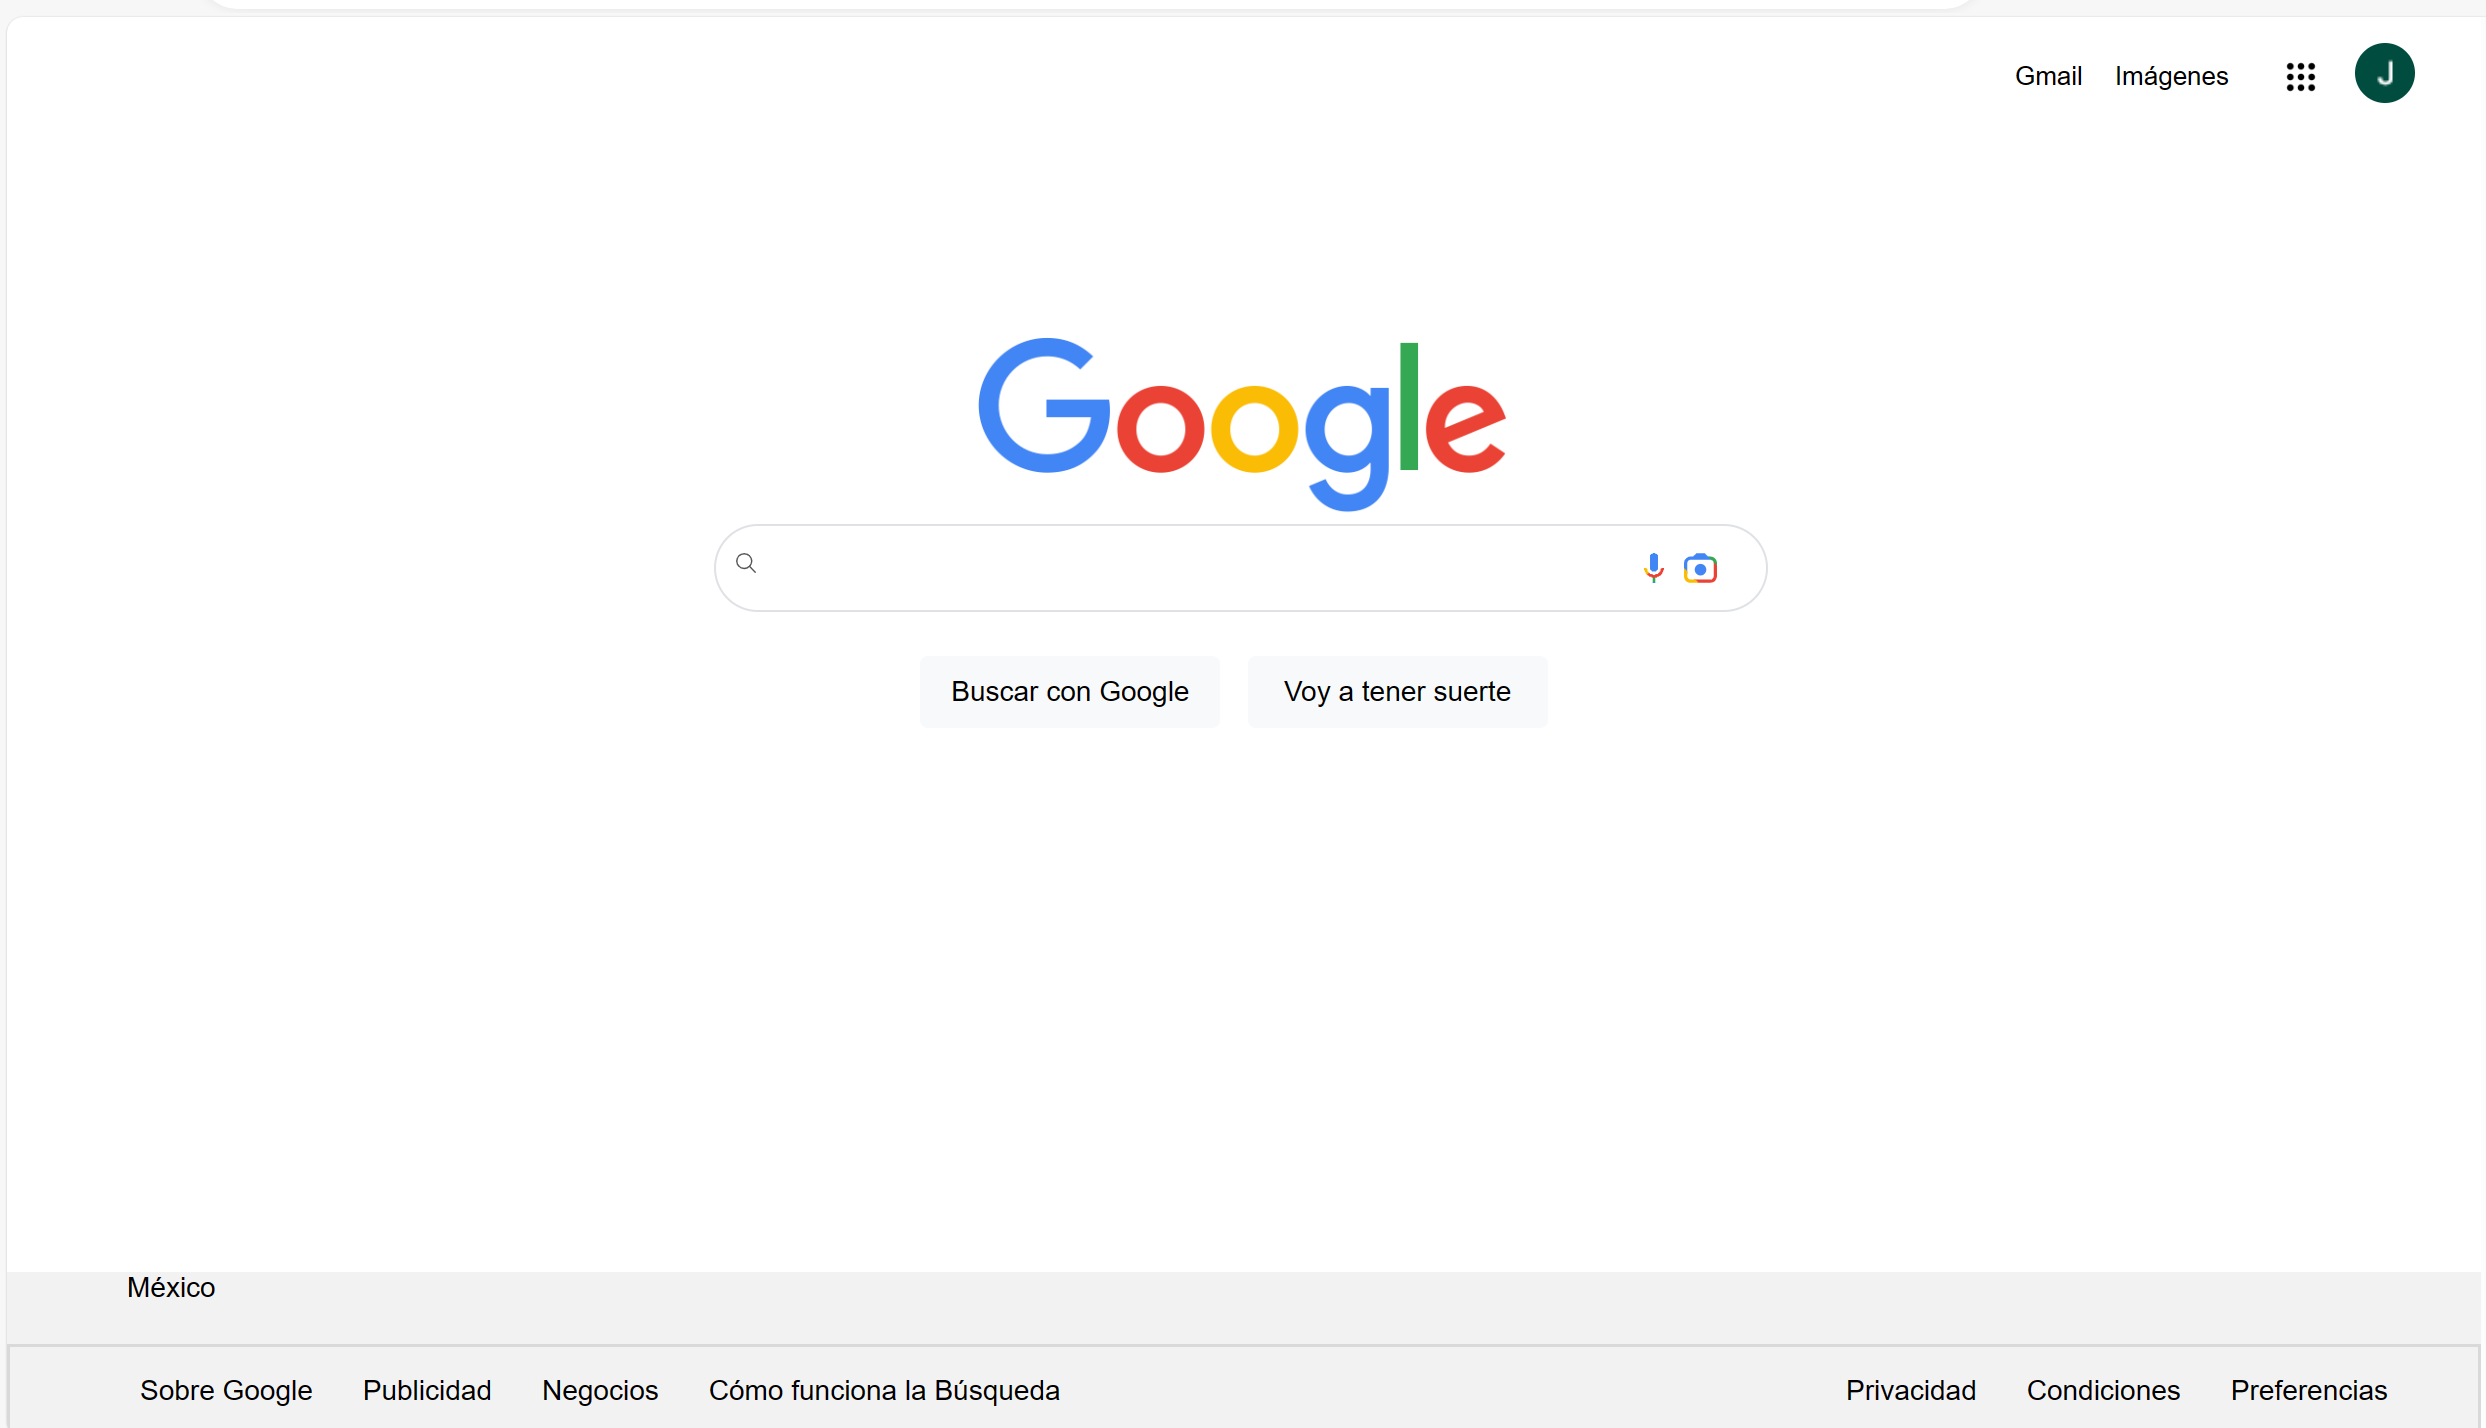 Gmail Imágenes J
Google
Buscar con Google Voy a tener suerte
México
Sobre Google Publicidad Negocios Cómo funciona la Búsqueda Privacidad Condiciones Preferencias